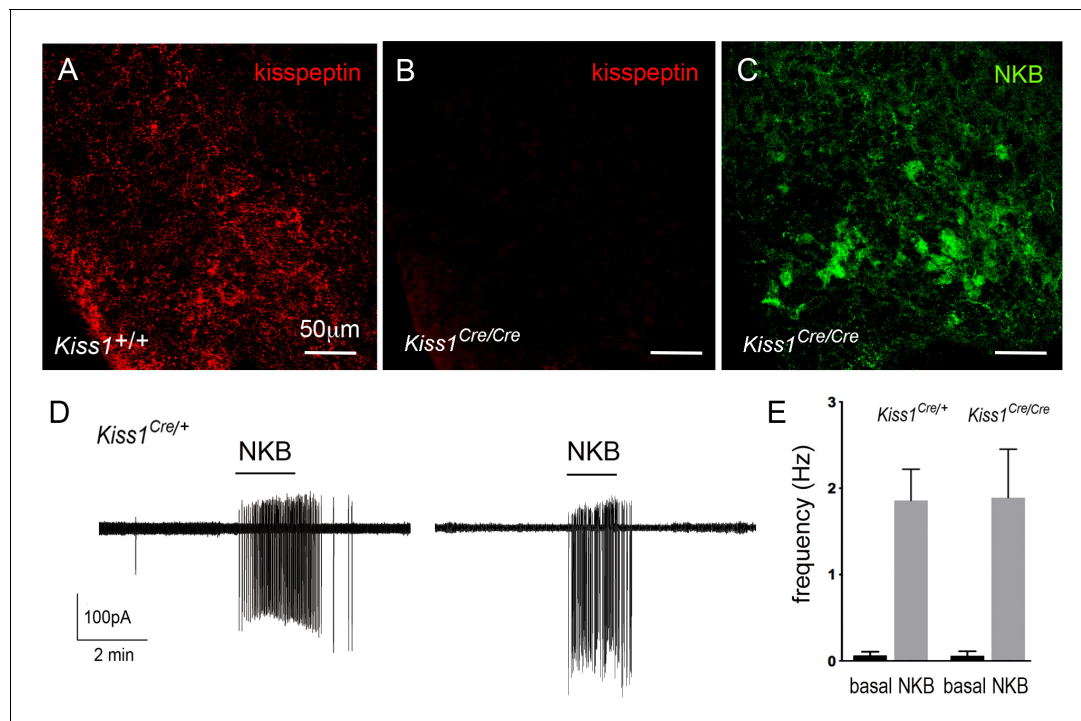 A
kisspeptin
Kiss1+/+
50μm
B
kisspeptin
Kiss1Cre/Cre
C
NKB
Kiss1Cre/Cre
D
Kiss1Cre/+
NKB
NKB
100pA
2 min
E
3
2
1
0
frequency (Hz)
Kiss1Cre/+ Kiss1Cre/Cre
basal NKB basal NKB